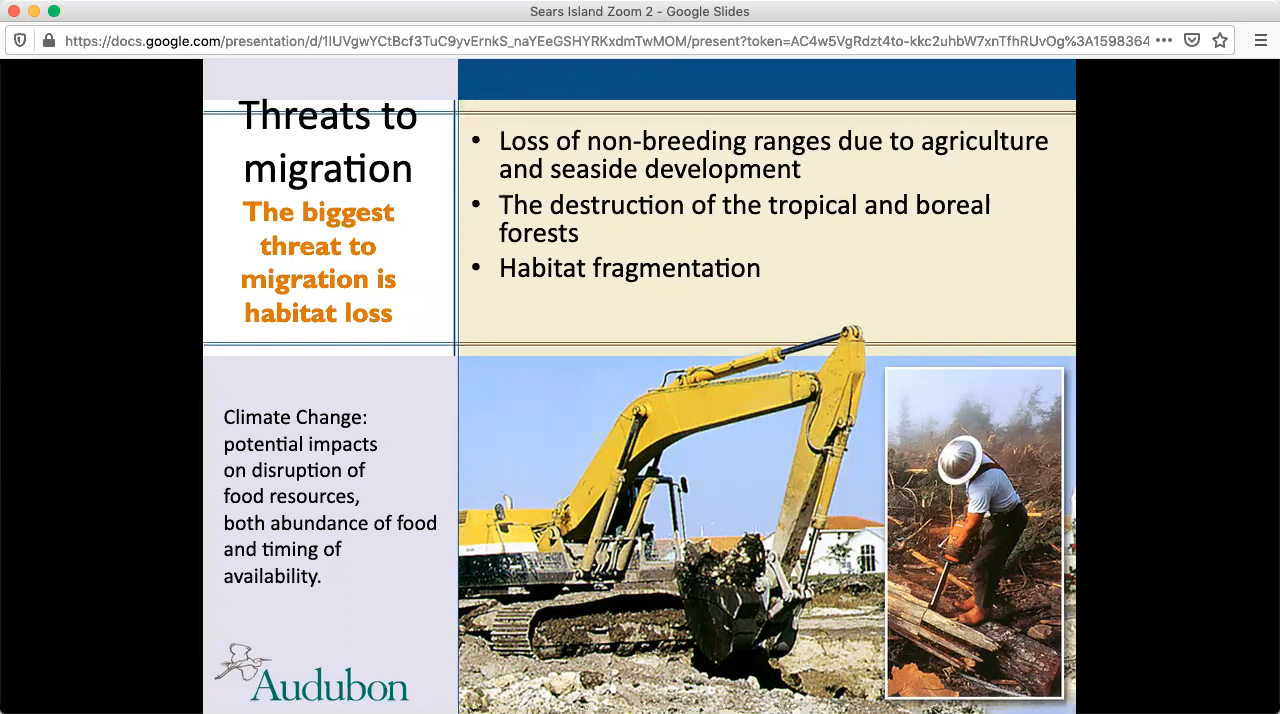 Sears Island Zoom 2 - Google Slides
https://docs.google.com/presentation/d/1IUVgwYCtBcf3TuC9yvErnkS_naYEeGSHYRKxdmTwMOM/present?token=AC4w5VgRdzt4to-kkc2uhbW7xnTfhRUvOg%3A1598364
Threats to
migration
The biggest
threat to
migration is
habitat loss
• Loss of non-breeding ranges due to agriculture
and seaside development
• The destruction of the tropical and boreal
forests
• Habitat fragmentation
Climate Change:
potential impacts
on disruption of
food resources,
both abundance of food
and timing of
availability.
Audubon